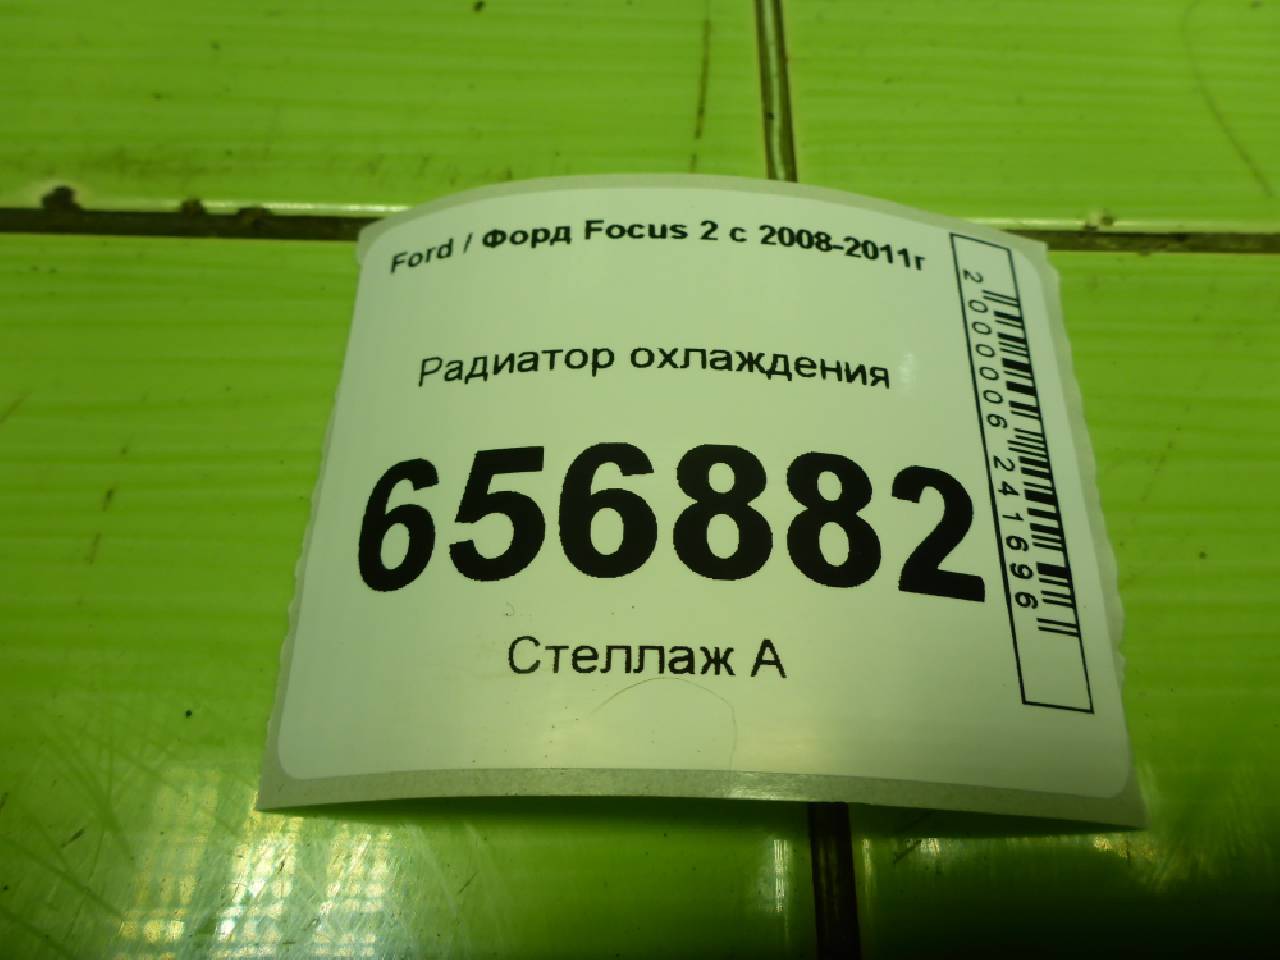 Ford / Форд Focus 2 с 2008-2011г
Радиатор охлаждения
656882
Стеллаж А
2000006241696